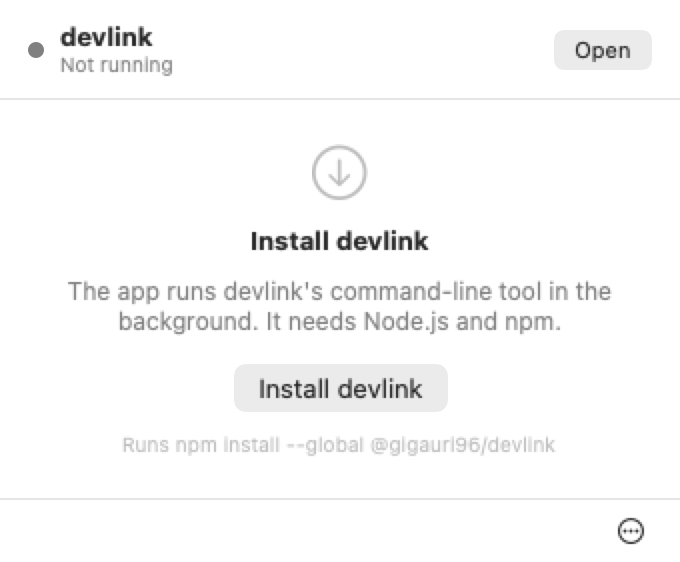 devlink
Not running
Open
Install devlink
The app runs devlink's command-line tool in the
background. It needs Node.js and npm.
Install devlink
Runs npm install --global @gigauri96/devlink